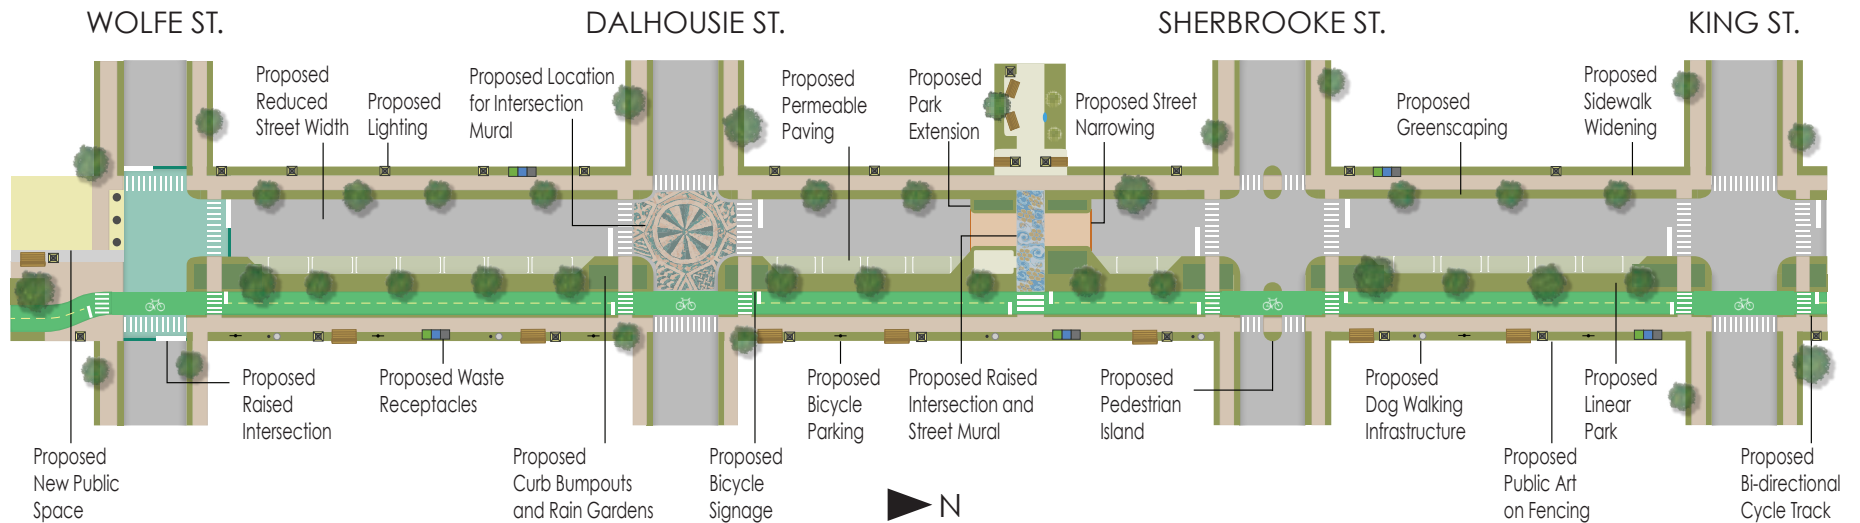 WOLFE ST.
DALHOUSIE ST.
SHERBROOKE ST.
KING ST.
Proposed
Reduced
Street Width
Proposed
Lighting
Proposed Location
for Intersection
Mural
Proposed
Permeable
Paving
Proposed
Park
Extension
Proposed Street
Narrowing
Proposed
Greenscaping
Proposed
Sidewalk
Widening
Proposed
Raised
Intersection
Proposed Waste
Receptacles
Proposed
Bicycle
Parking
Proposed Raised
Intersection and
Street Mural
Proposed
Pedestrian
Island
Proposed
Dog Walking
Infrastructure
Proposed
Linear
Park
Proposed
New Public
Space
Proposed
Curb Bumpouts
and Rain Gardens
Proposed
Bicycle
Signage
N
Proposed
Public Art
on Fencing
Proposed
Bi-directional
Cycle Track